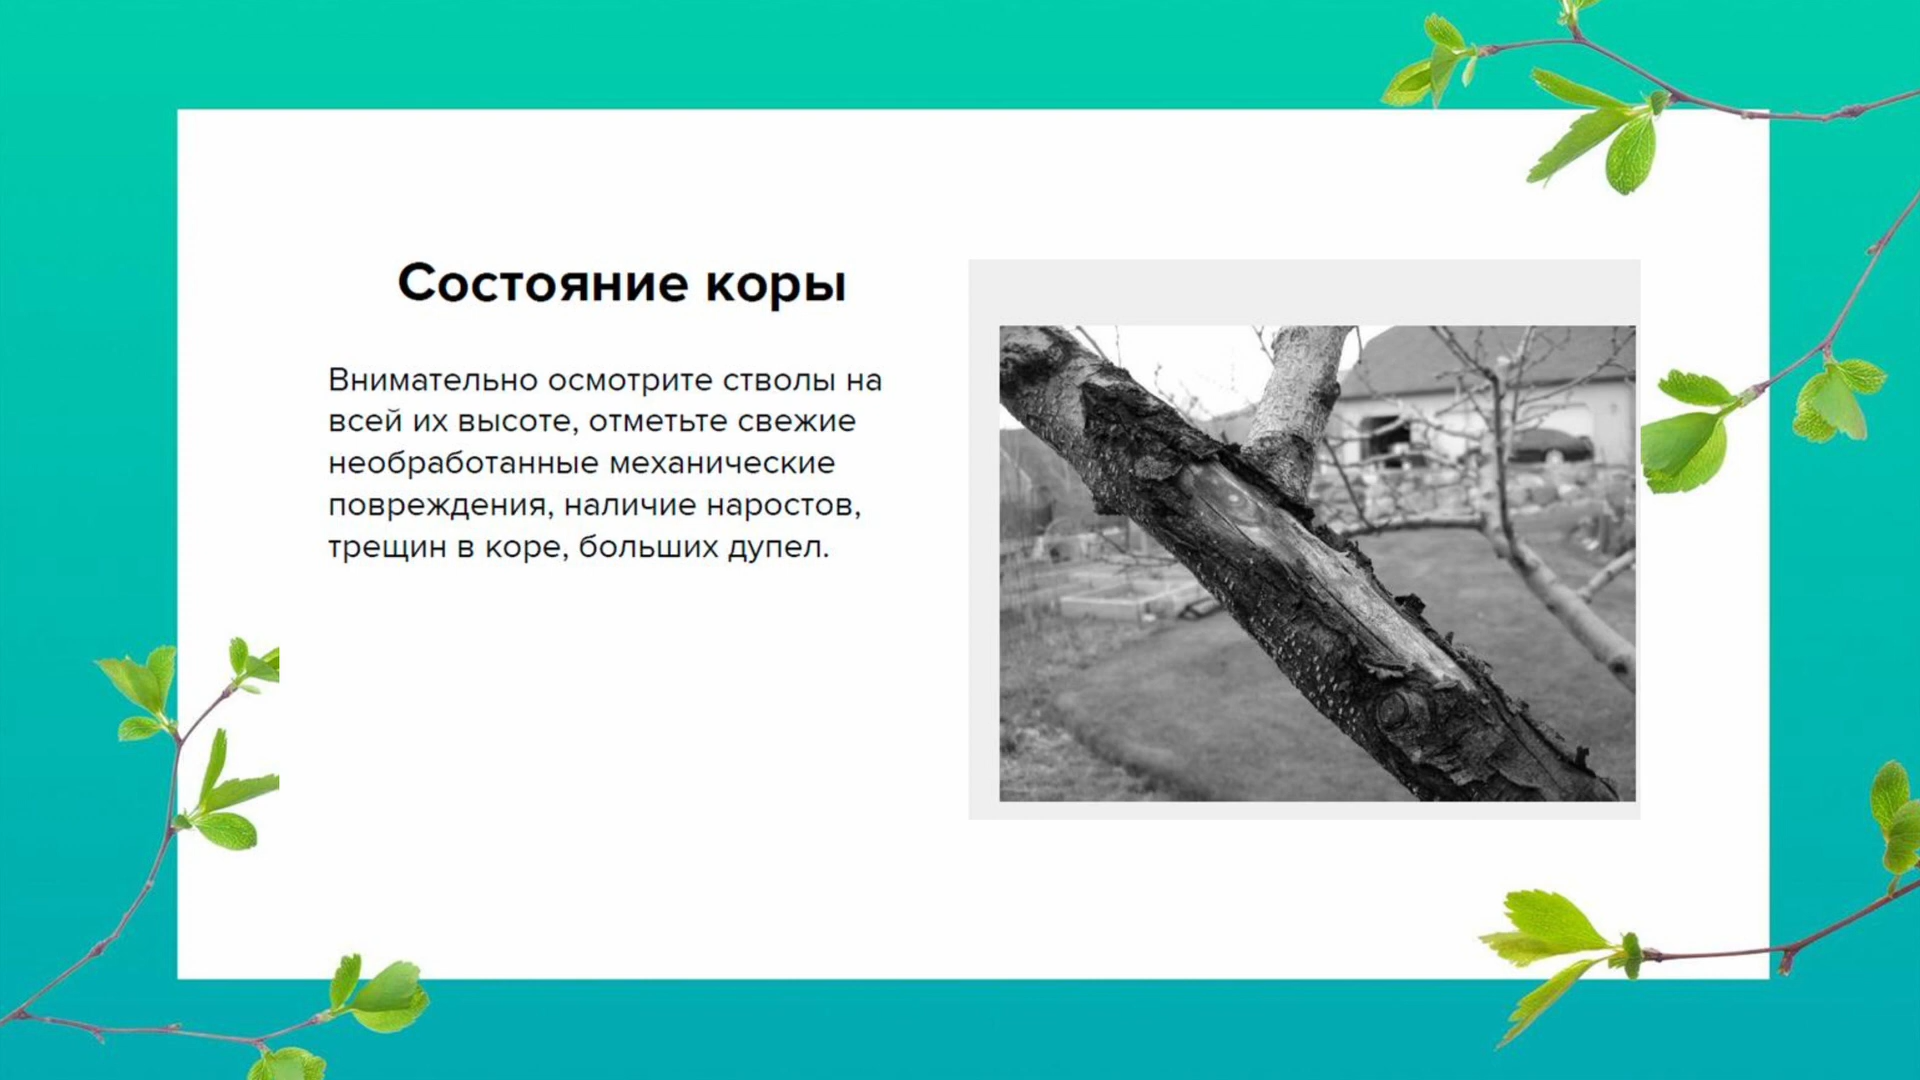 Состояние коры
Внимательно осмотрите стволы на
всей их высоте, отметьте свежие
необработанные механические
повреждения, наличие наростов,
трещин в коре, больших дупел.